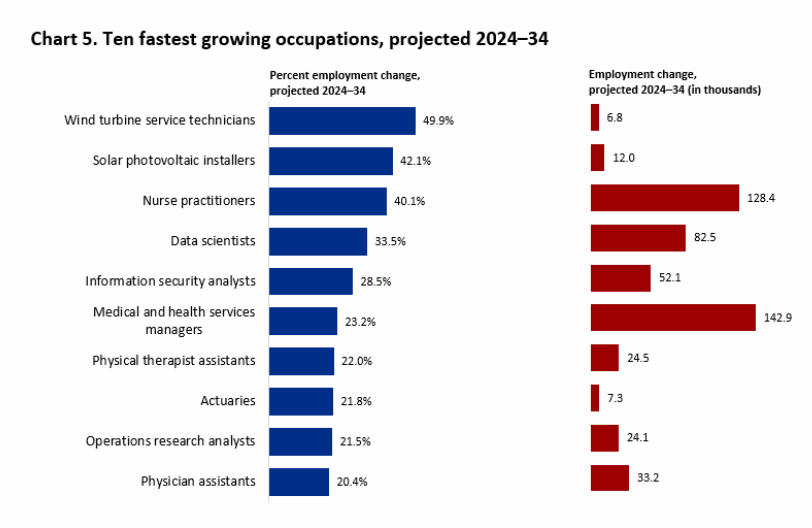 Chart 5. Ten fastest growing occupations, projected 2024–34
Percent employment change,
projected 2024–34
Employment change,
projected 2024–34 (in thousands)
Wind turbine service technicians 49.9% 6.8
Solar photovoltaic installers 42.1% 12.0
Nurse practitioners 40.1% 128.4
Data scientists 33.5% 82.5
Information security analysts 28.5% 52.1
Medical and health services
managers 23.2% 142.9
Physical therapist assistants 22.0% 24.5
Actuaries 21.8% 7.3
Operations research analysts 21.5% 24.1
Physician assistants 20.4% 33.2